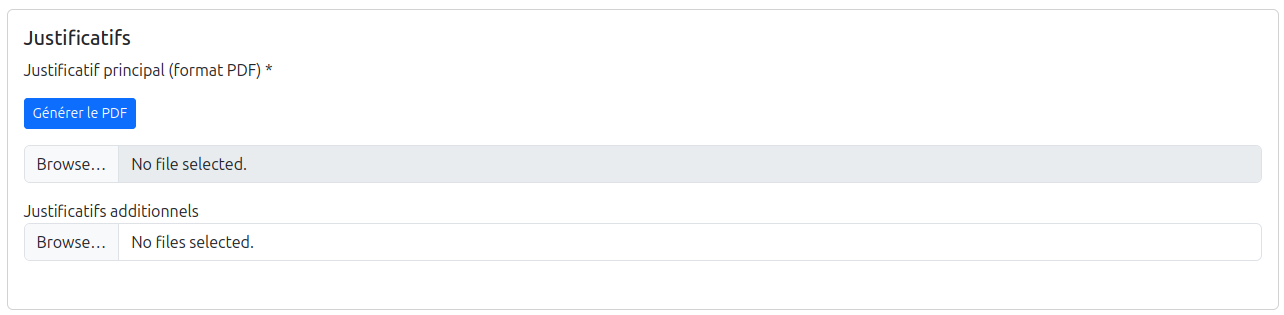 Justificatifs
Justificatif principal (format PDF) *
Générer le PDF
Browse… No file selected.
Justificatifs additionnels
Browse… No files selected.